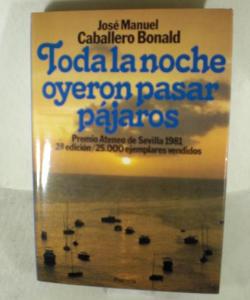 José Manuel
Caballero Bonald
Toda la noche
oyeron pasar
pájaros
Premio Ateneo de Sevilla 1981
2ª edición/25.000 ejemplares vendidos